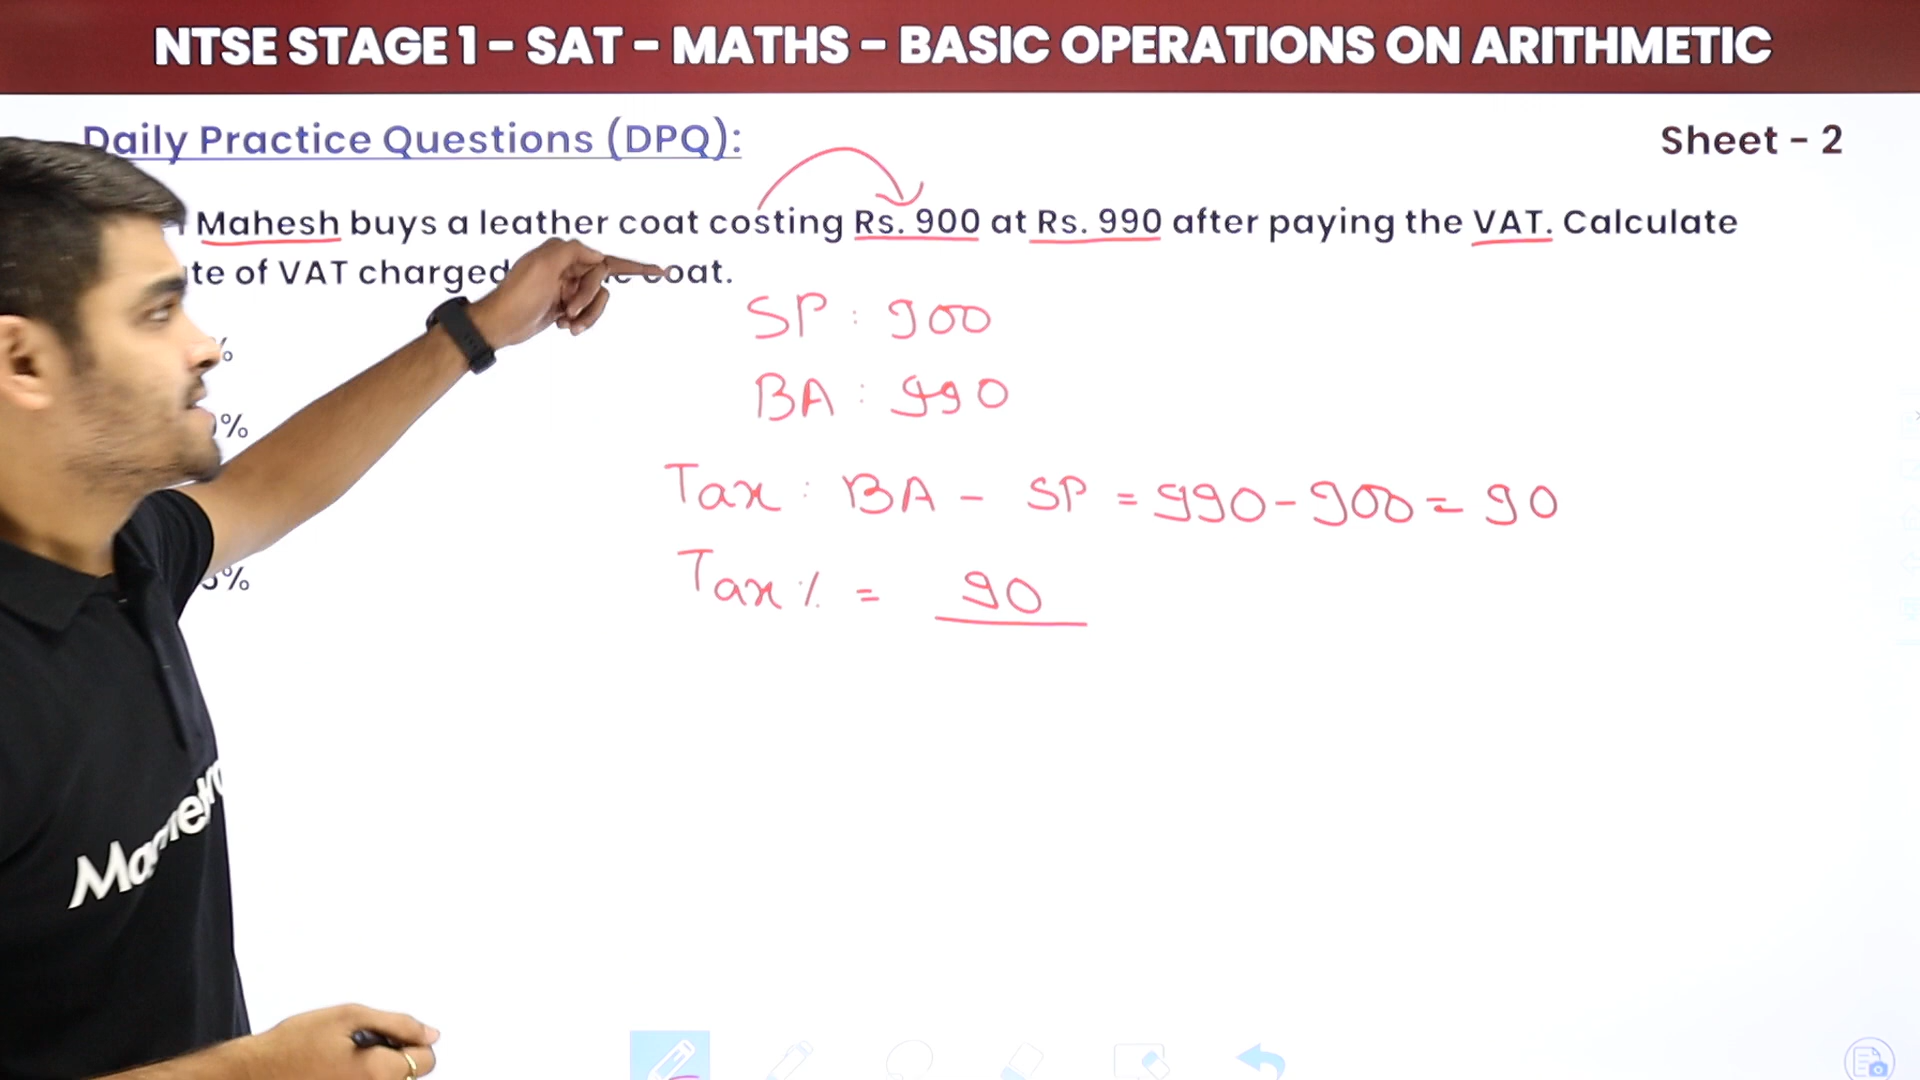 NTSE STAGE 1 – SAT – MATHS – BASIC OPERATIONS ON ARITHMETIC
Daily Practice Questions (DPQ):
Sheet - 2
Mahesh buys a leather coat costing Rs. 900 at Rs. 990 after paying the VAT. Calculate
of VAT charged coat.
SP : 900
%
BA : 990
%
Tax : BA - SP = 990 - 900 = 90
%
Tax % = 90